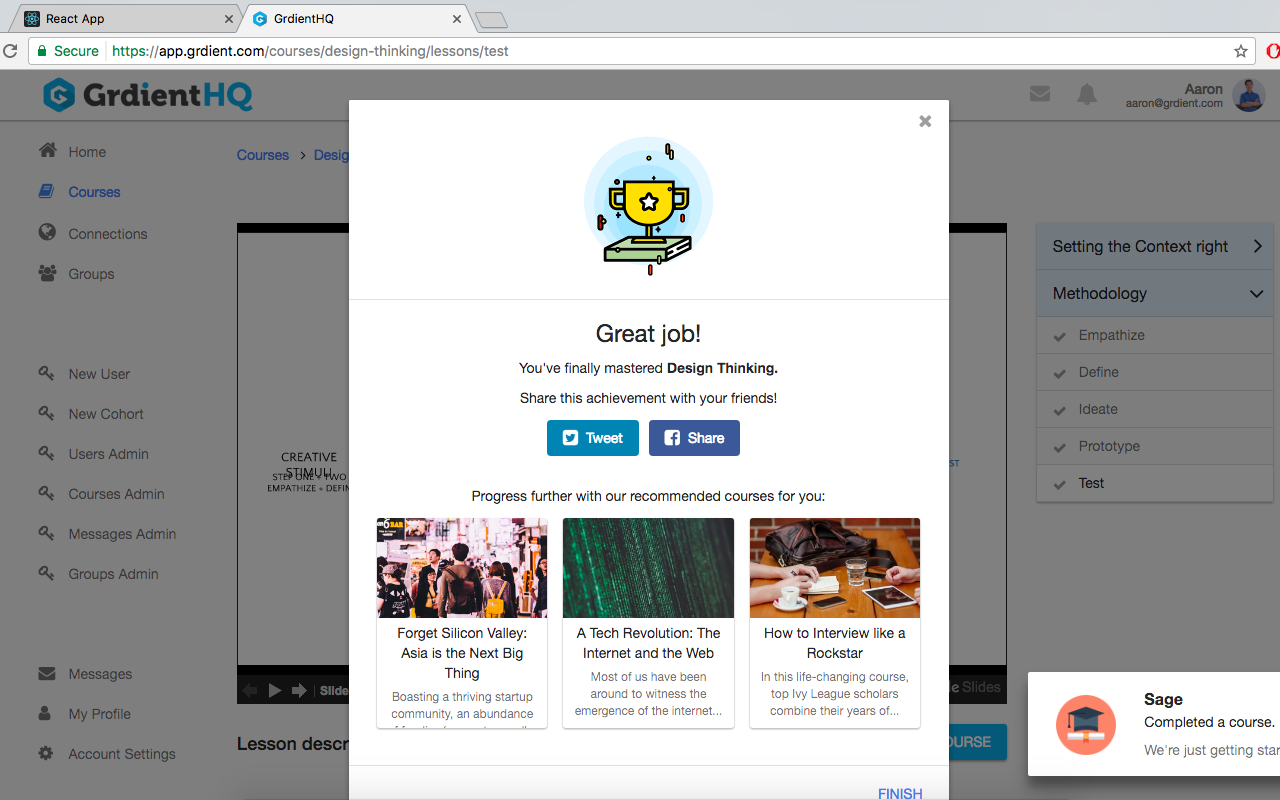 React App
GrdientHQ
Secure
https://app.grdient.com/courses/design-thinking/lessons/test
GrdientHQ
Aaron
aaron@grdient.com
Home
Courses
Connections
Groups
New User
New Cohort
Users Admin
Courses Admin
Messages Admin
Groups Admin
Messages
My Profile
Account Settings
Courses > Desig
CREATIVE
STIMULI
STEP ONE + TWO
EMPATHIZE + DEFIN
Slide
Lesson descr
Great job!
You've finally mastered Design Thinking.
Share this achievement with your friends!
Tweet
Share
Progress further with our recommended courses for you:
6BAR
Forget Silicon Valley:
Asia is the Next Big
Thing
Boasting a thriving startup
community, an abundance
A Tech Revolution: The
Internet and the Web
Most of us have been
around to witness the
emergence of the internet...
How to Interview like a
Rockstar
In this life-changing course,
top Ivy League scholars
combine their years of...
FINISH
ST
le Slides
OURSE
Setting the Context right
Methodology
Empathize
Define
Ideate
Prototype
Test
Sage
Completed a course.
We're just getting star